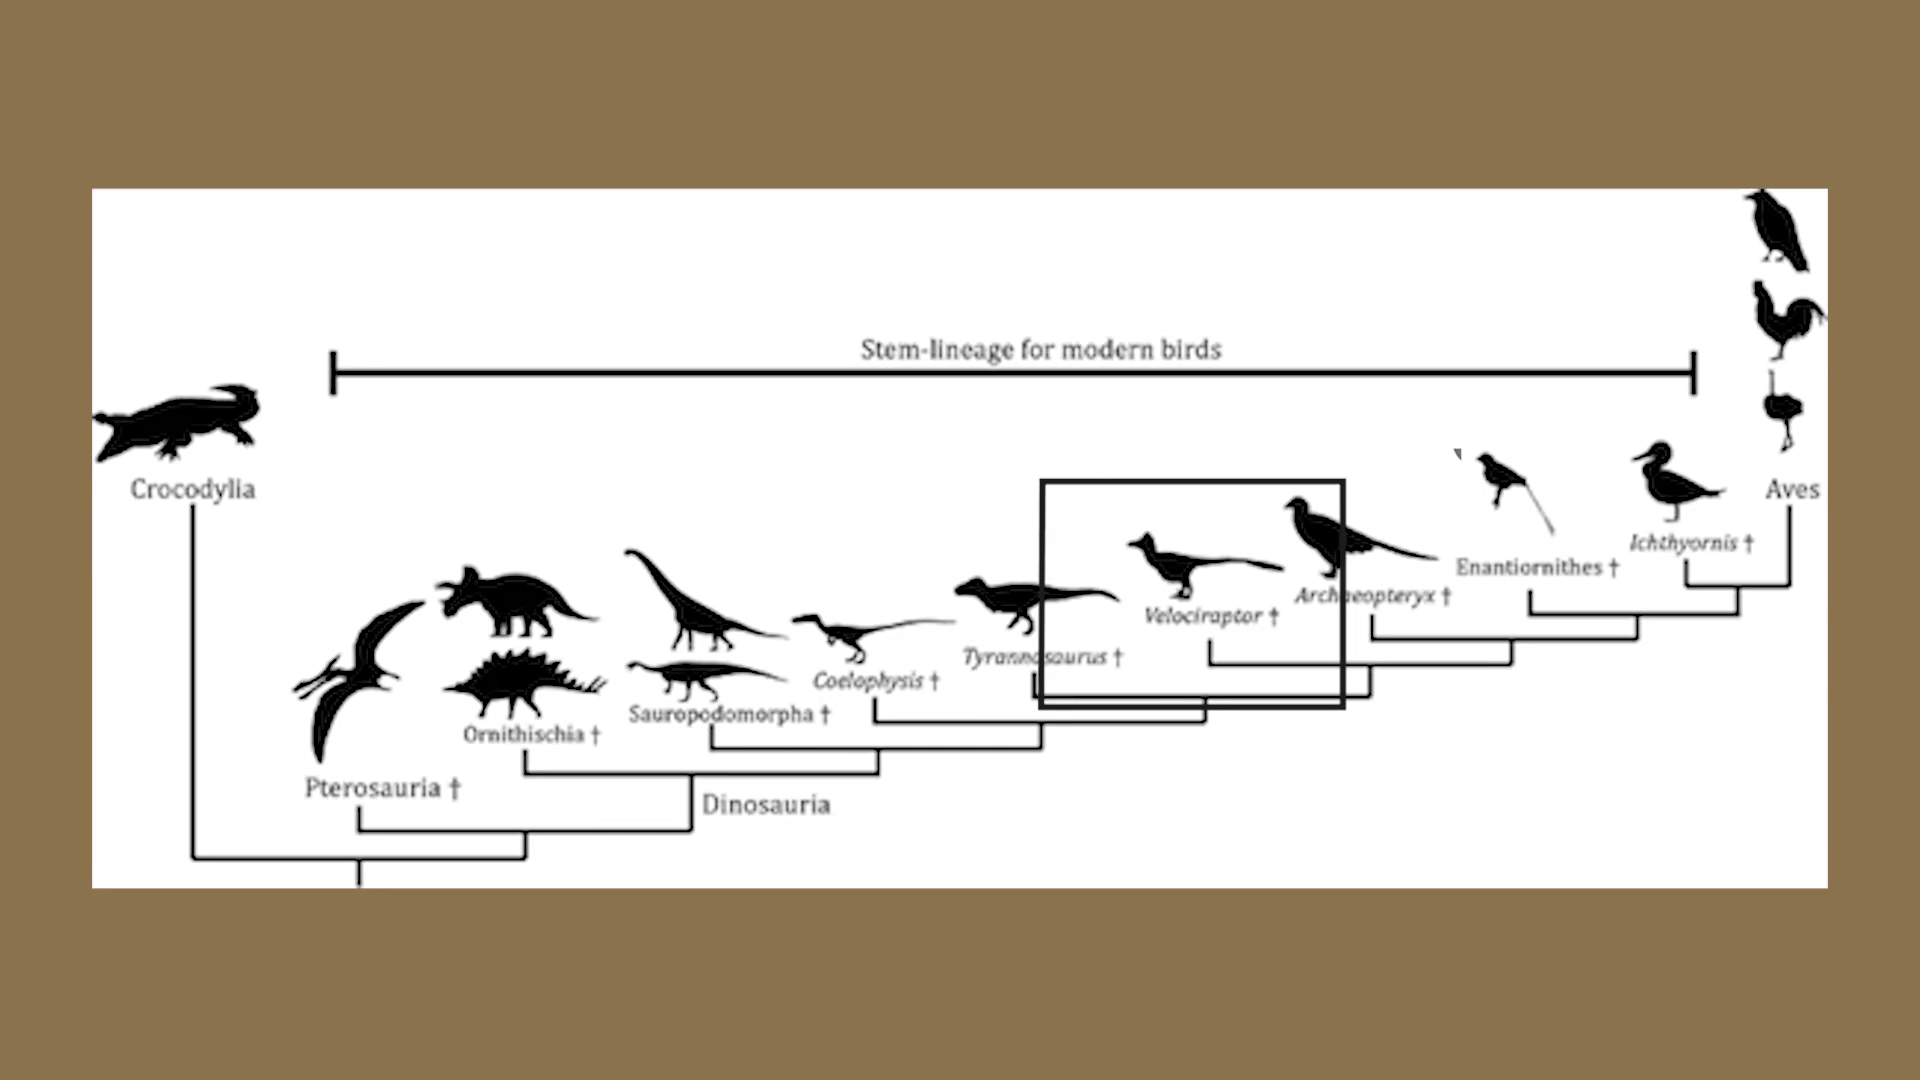 Stem-lineage for modern birds
Crocodylia
Aves
Ichthyornis †
Enantiornithes †
Archaeopteryx †
Velociraptor †
Tyrannosaurus †
Coelophysis †
Sauropodomorpha †
Ornithischia †
Pterosauria †
Dinosauria